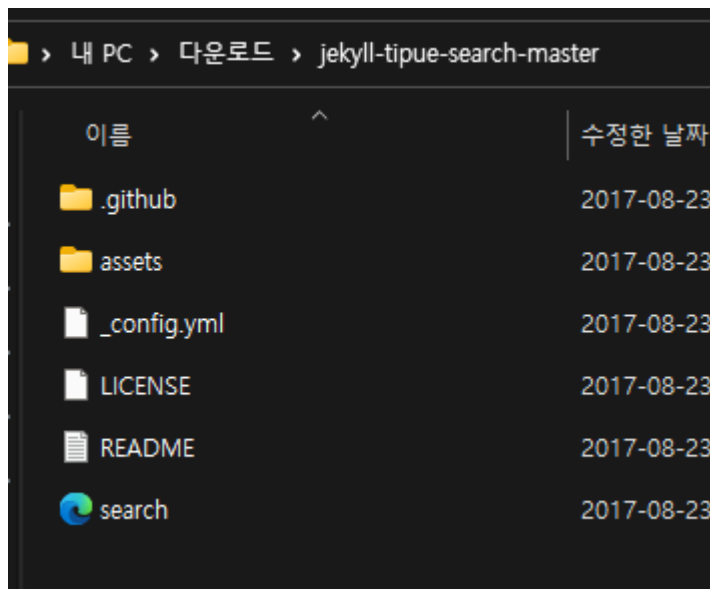 내 PC > 다운로드 > jekyll-tipue-search-master
이름 수정한 날짜
.github 2017-08-23
assets 2017-08-23
_config.yml 2017-08-23
LICENSE 2017-08-23
README 2017-08-23
search 2017-08-23